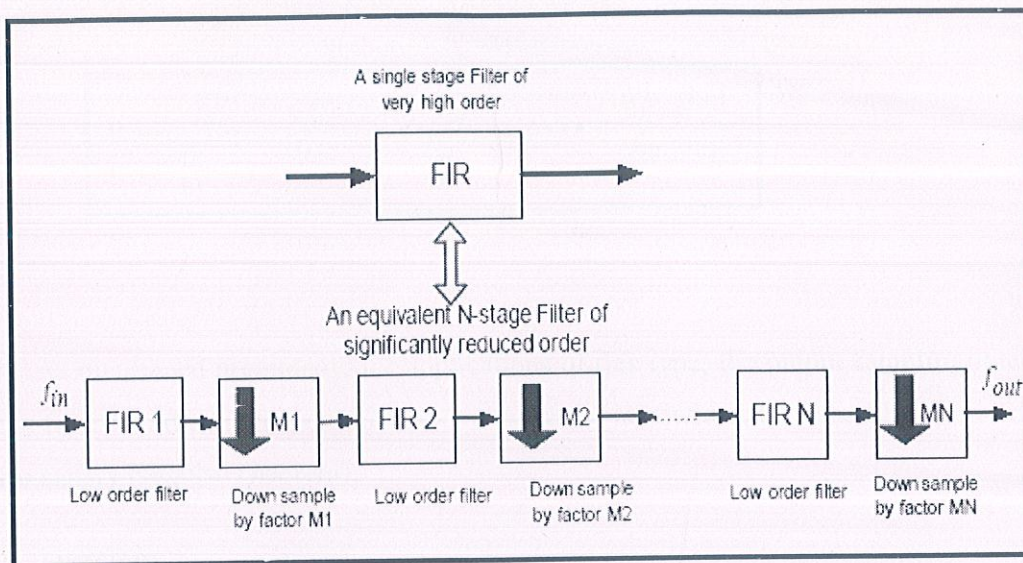 A single stage Filter of
very high order
FIR
An equivalent N-stage Filter of
significantly reduced order
f_in
FIR 1
M1
FIR 2
M2
......
FIR N
MN
f_out
Low order filter
Down sample
by factor M1
Low order filter
Down sample
by factor M2
Low order filter
Down sample
by factor MN